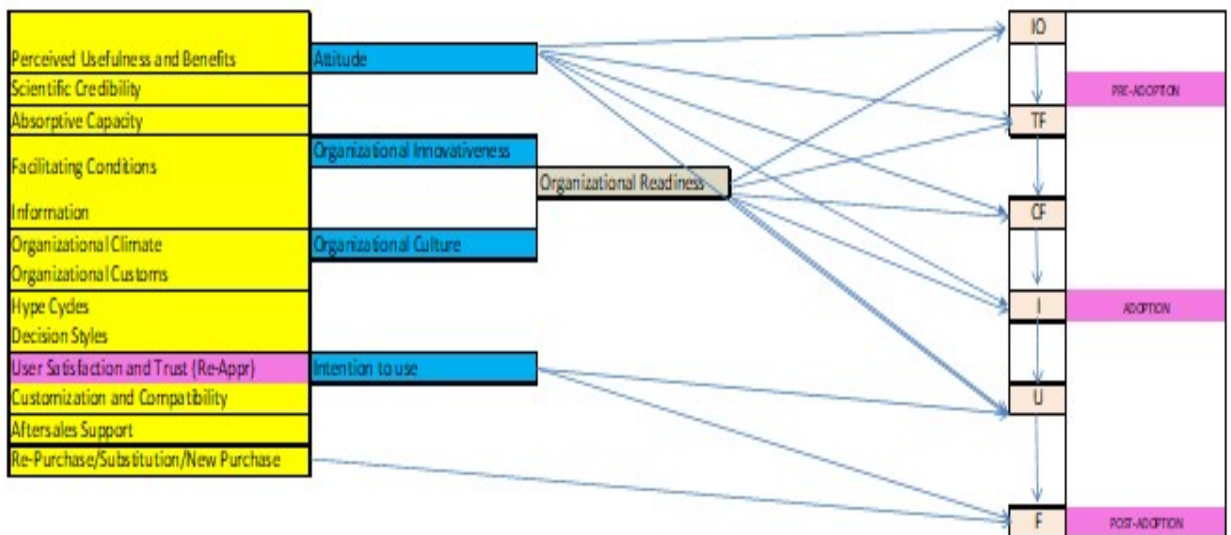 Perceived Usefulness and Benefits
Scientific Credibility
Absorptive Capacity
Facilitating Conditions
Information
Organizational Climate
Organizational Customs
Hype Cycles
Decision Styles
User Satisfaction and Trust (Re-Appr)
Customization and Compatibility
Aftersales Support
Re-Purchase/Substitution/New Purchase
Attitude
Organizational Innovativeness
Organizational Culture
Intention to use
Organizational Readiness
IO
TF
CF
I
U
F
PRE-ADOPTION
ADOPTION
POST-ADOPTION